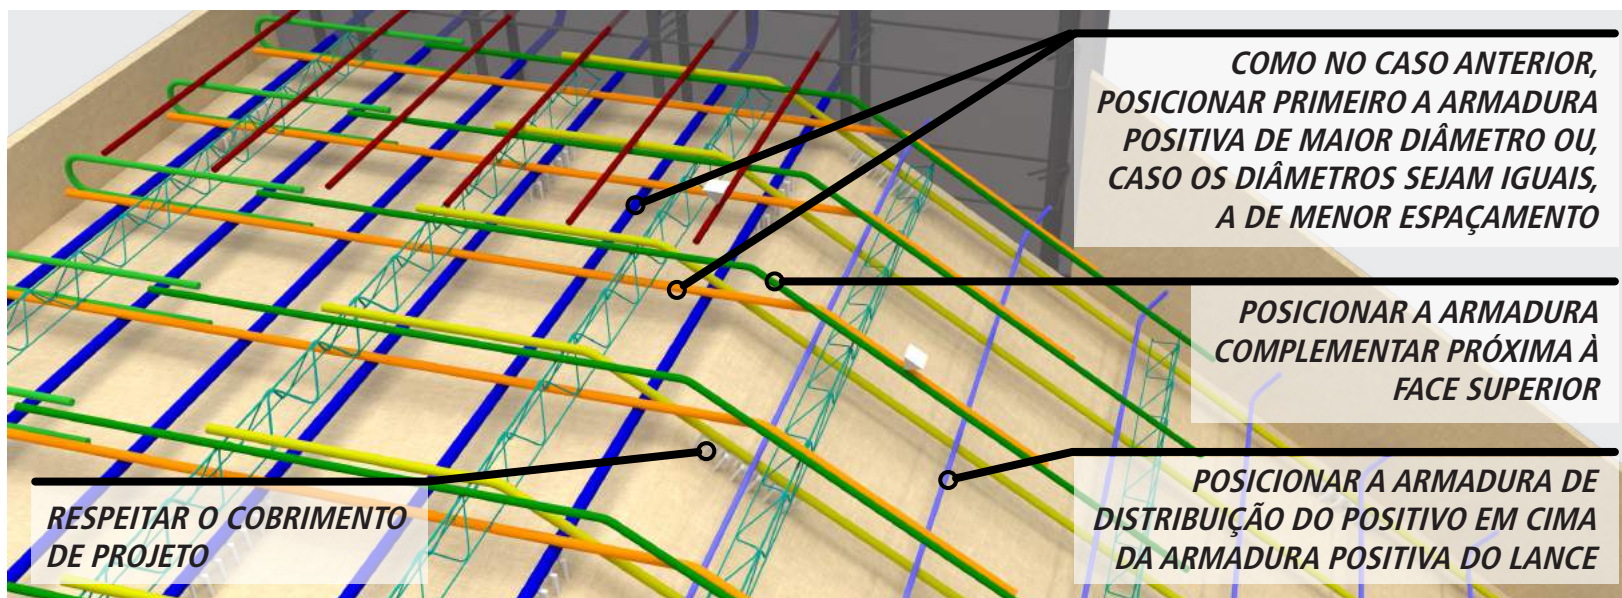 COMO NO CASO ANTERIOR,
POSICIONAR PRIMEIRO A ARMADURA
POSITIVA DE MAIOR DIÂMETRO OU,
CASO OS DIÂMETROS SEJAM IGUAIS,
A DE MENOR ESPAÇAMENTO
POSICIONAR A ARMADURA
COMPLEMENTAR PRÓXIMA À
FACE SUPERIOR
RESPEITAR O COBRIMENTO
DE PROJETO
POSICIONAR A ARMADURA DE
DISTRIBUIÇÃO DO POSITIVO EM CIMA
DA ARMADURA POSITIVA DO LANCE